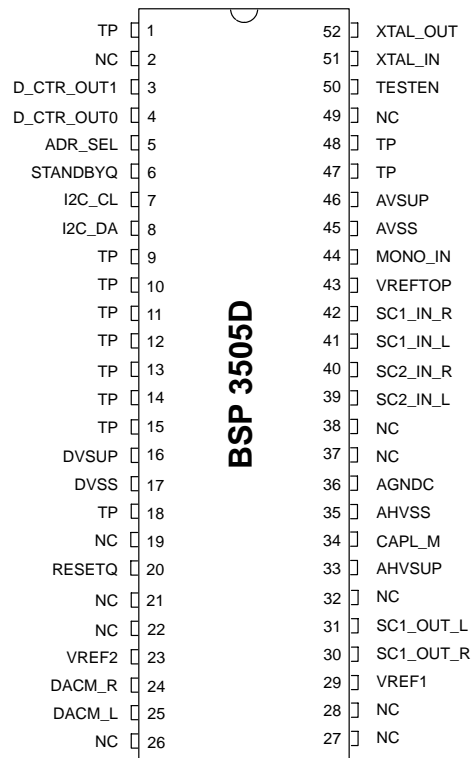 TP 1 52 XTAL_OUT
NC 2 51 XTAL_IN
D_CTR_OUT1 3 50 TESTEN
D_CTR_OUT0 4 49 NC
ADR_SEL 5 48 TP
STANDBYQ 6 47 TP
I2C_CL 7 46 AVSUP
I2C_DA 8 45 AVSS
TP 9 44 MONO_IN
TP 10 43 VREFTOP
TP 11 42 SC1_IN_R
TP 12 41 SC1_IN_L
TP 13 40 SC2_IN_R
TP 14 39 SC2_IN_L
TP 15 38 NC
DVSUP 16 37 NC
DVSS 17 36 AGNDC
TP 18 35 AHVSS
NC 19 34 CAPL_M
RESETQ 20 33 AHVSUP
NC 21 32 NC
NC 22 31 SC1_OUT_L
VREF2 23 30 SC1_OUT_R
DACM_R 24 29 VREF1
DACM_L 25 28 NC
NC 26 27 NC
BSP 3505D